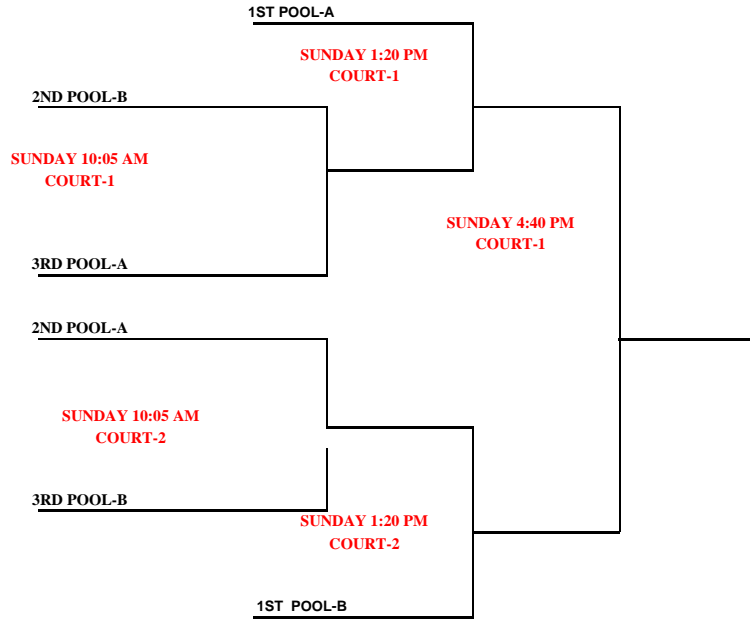 1ST POOL-A
SUNDAY 1:20 PM
COURT-1
2ND POOL-B
SUNDAY 10:05 AM
COURT-1
SUNDAY 4:40 PM
COURT-1
3RD POOL-A
2ND POOL-A
SUNDAY 10:05 AM
COURT-2
3RD POOL-B
SUNDAY 1:20 PM
COURT-2
1ST  POOL-B